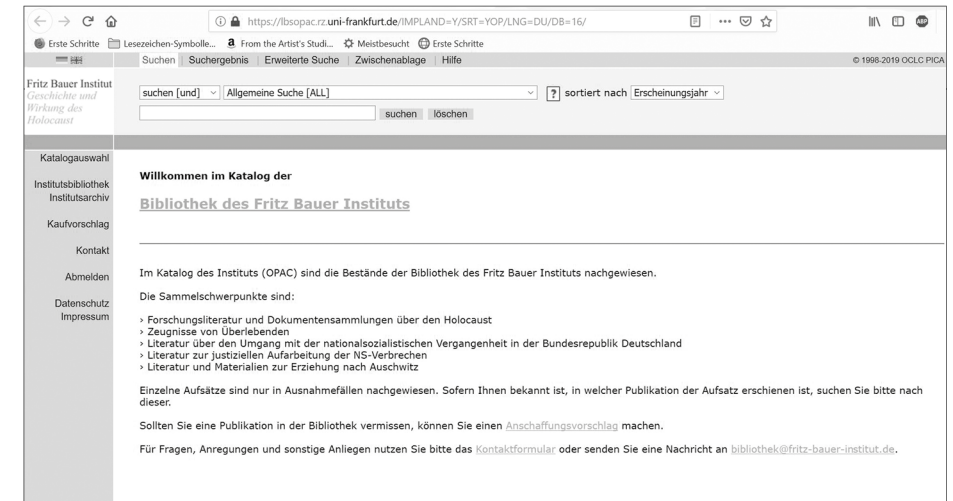 https://lbsopac.rz.uni-frankfurt.de/IMPLAND=Y/SRT=YOP/LNG=DU/DB=16/
Erste Schritte Lesezeichen-Symbolle... From the Artist's Studi... Meistbesucht Erste Schritte
Suchen | Suchergebnis | Erweiterte Suche | Zwischenablage | Hilfe © 1998-2019 OCLC PICA
Fritz Bauer Institut
Geschichte und
Wirkung des
Holocaust
suchen [und] Allgemeine Suche [ALL] ? sortiert nach Erscheinungsjahr
suchen löschen
Katalogauswahl
Institutsbibliothek
Institutsarchiv
Kaufvorschlag
Kontakt
Abmelden
Datenschutz
Impressum
Willkommen im Katalog der
Bibliothek des Fritz Bauer Instituts
Im Katalog des Instituts (OPAC) sind die Bestände der Bibliothek des Fritz Bauer Instituts nachgewiesen.
Die Sammelschwerpunkte sind:
› Forschungsliteratur und Dokumentensammlungen über den Holocaust
› Zeugnisse von Überlebenden
› Literatur über den Umgang mit der nationalsozialistischen Vergangenheit in der Bundesrepublik Deutschland
› Literatur zur justiziellen Aufarbeitung der NS-Verbrechen
› Literatur und Materialien zur Erziehung nach Auschwitz
Einzelne Aufsätze sind nur in Ausnahmefällen nachgewiesen. Sofern Ihnen bekannt ist, in welcher Publikation der Aufsatz erschienen ist, suchen Sie bitte nach
dieser.
Sollten Sie eine Publikation in der Bibliothek vermissen, können Sie einen Anschaffungsvorschlag machen.
Für Fragen, Anregungen und sonstige Anliegen nutzen Sie bitte das Kontaktformular oder senden Sie eine Nachricht an bibliothek@fritz-bauer-institut.de.